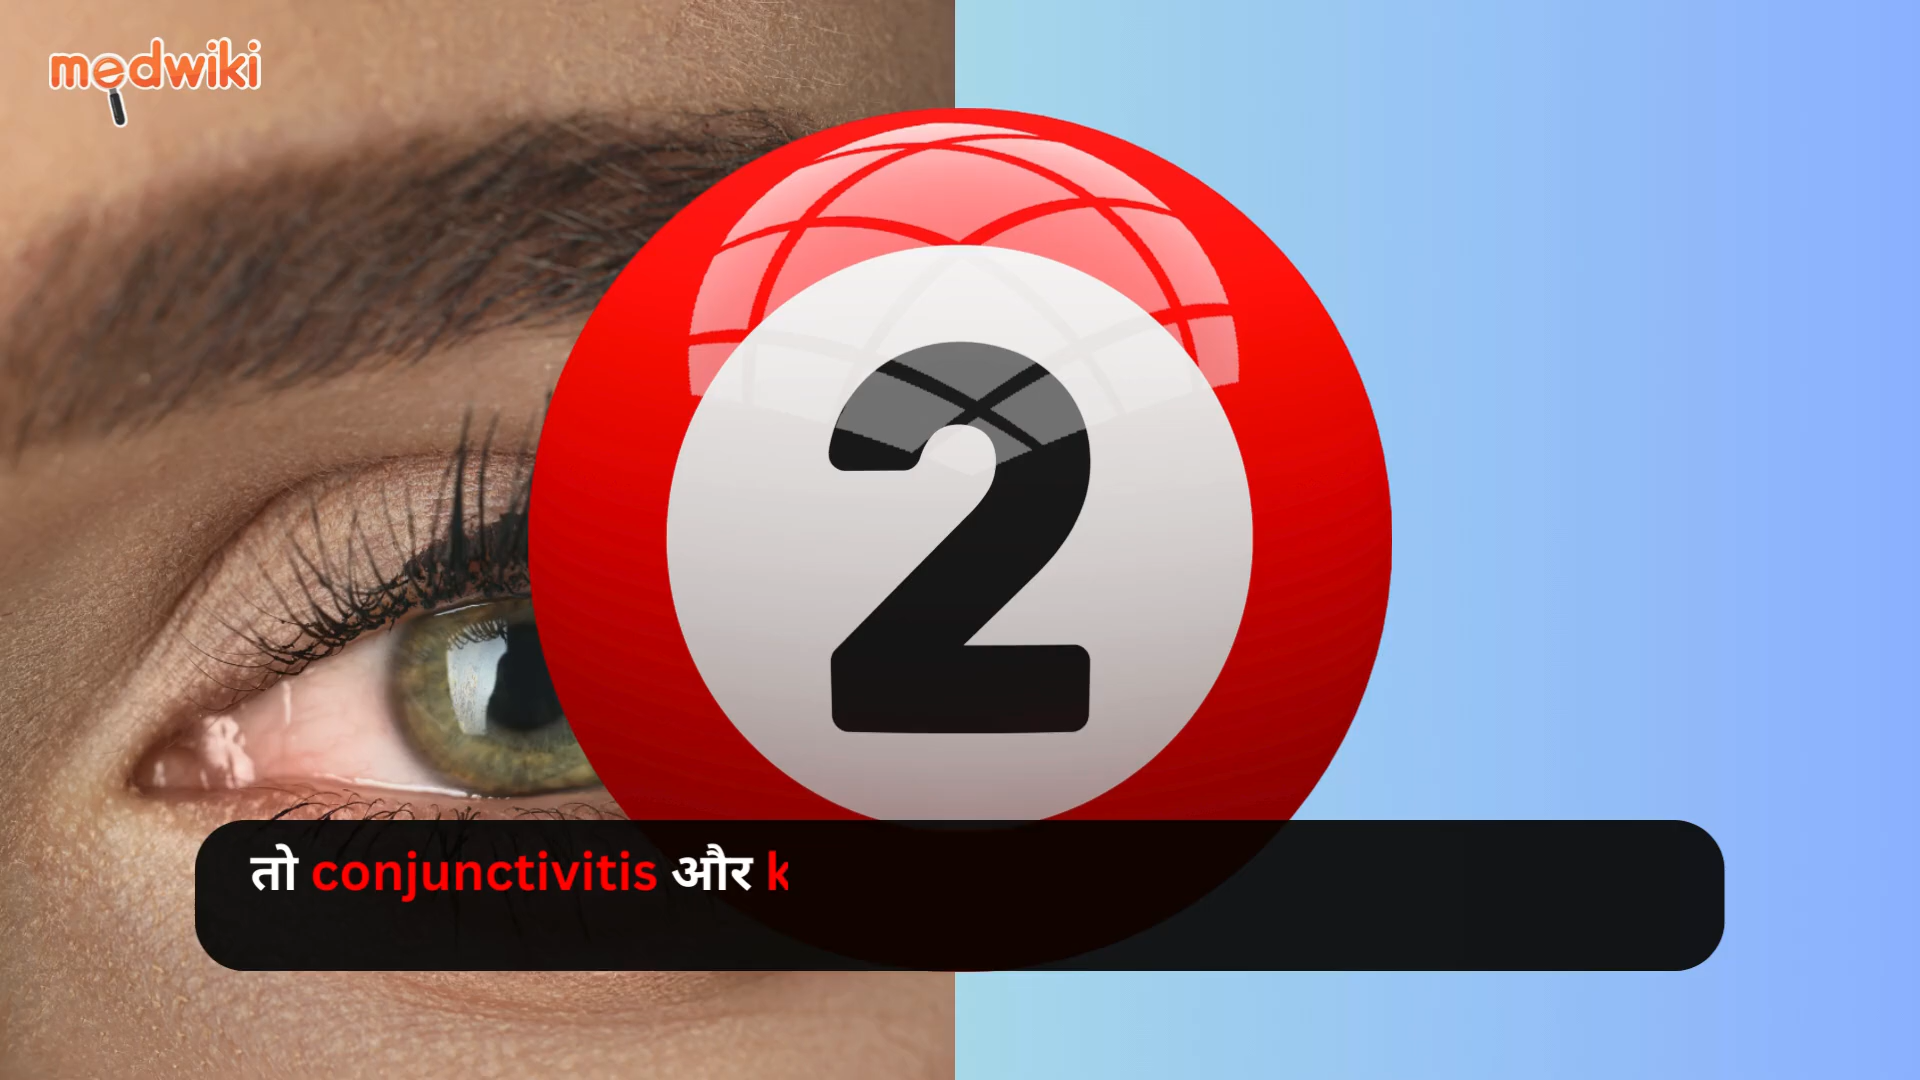 medwiki
2
तो conjunctivitis और k